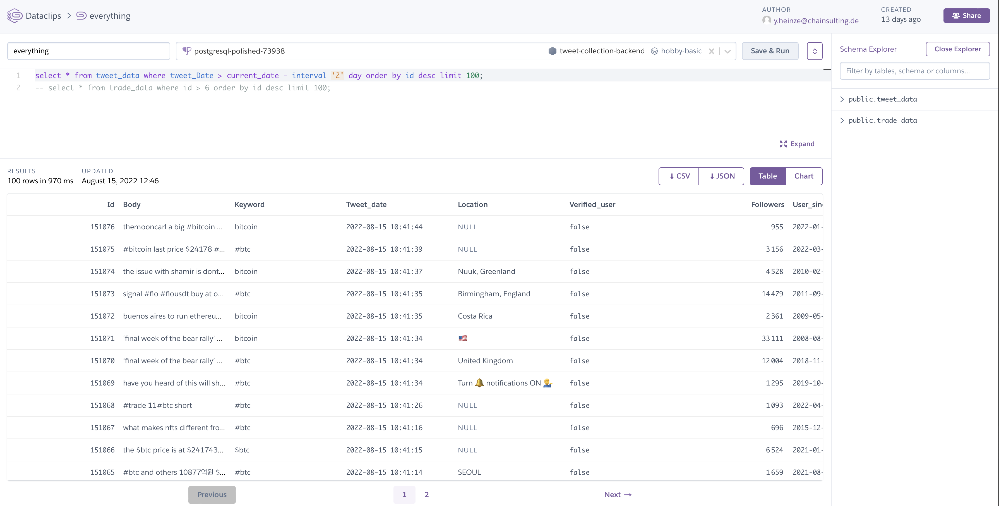 Dataclips > everything
AUTHOR
y.heinze@chainsulting.de
CREATED
13 days ago
Share
everything
postgresql-polished-73938 tweet-collection-backend hobby-basic
Save & Run
1 select * from tweet_data where tweet_Date > current_date - interval '2' day order by id desc limit 100;
2 -- select * from trade_data where id > 6 order by id desc limit 100;
Expand
Schema Explorer
Close Explorer
Filter by tables, schema or columns...
public.tweet_data
public.trade_data
RESULTS
100 rows in 970 ms
UPDATED
August 15, 2022 12:46
CSV
JSON
Table
Chart
Id Body Keyword Tweet_date Location Verified_user Followers User_sin
151076 themooncarl a big #bitcoin ... bitcoin 2022-08-15 10:41:44 NULL false 955 2022-01-
151075 #bitcoin last price $24178 #... #btc 2022-08-15 10:41:39 NULL false 3 156 2022-03-
151074 the issue with shamir is dont... bitcoin 2022-08-15 10:41:37 Nuuk, Greenland false 4 528 2010-02-
151073 signal #fio #fiousdt buy at o... #btc 2022-08-15 10:41:35 Birmingham, England false 14 479 2011-09-
151072 buenos aires to run ethereu... bitcoin 2022-08-15 10:41:35 Costa Rica false 2 361 2009-05-
151071 ‘final week of the bear rally’ ... bitcoin 2022-08-15 10:41:34 🇺🇸 false 33 111 2008-08-
151070 ‘final week of the bear rally’ ... #btc 2022-08-15 10:41:34 United Kingdom false 12 004 2018-11-
151069 have you heard of this will sh... #btc 2022-08-15 10:41:34 Turn 🔔 notifications ON 💁‍♂️ false 1 295 2019-10-
151068 #trade 11#btc short #btc 2022-08-15 10:41:26 NULL false 1 093 2022-04-
151067 what makes nfts different fro... #btc 2022-08-15 10:41:16 NULL false 696 2015-12-
151066 the $btc price is at $241743... $btc 2022-08-15 10:41:15 NULL false 6 524 2021-01-
151065 #btc and others 10877억원 $... #btc 2022-08-15 10:41:14 SEOUL false 1 659 2021-08-
Previous 1 2 Next →